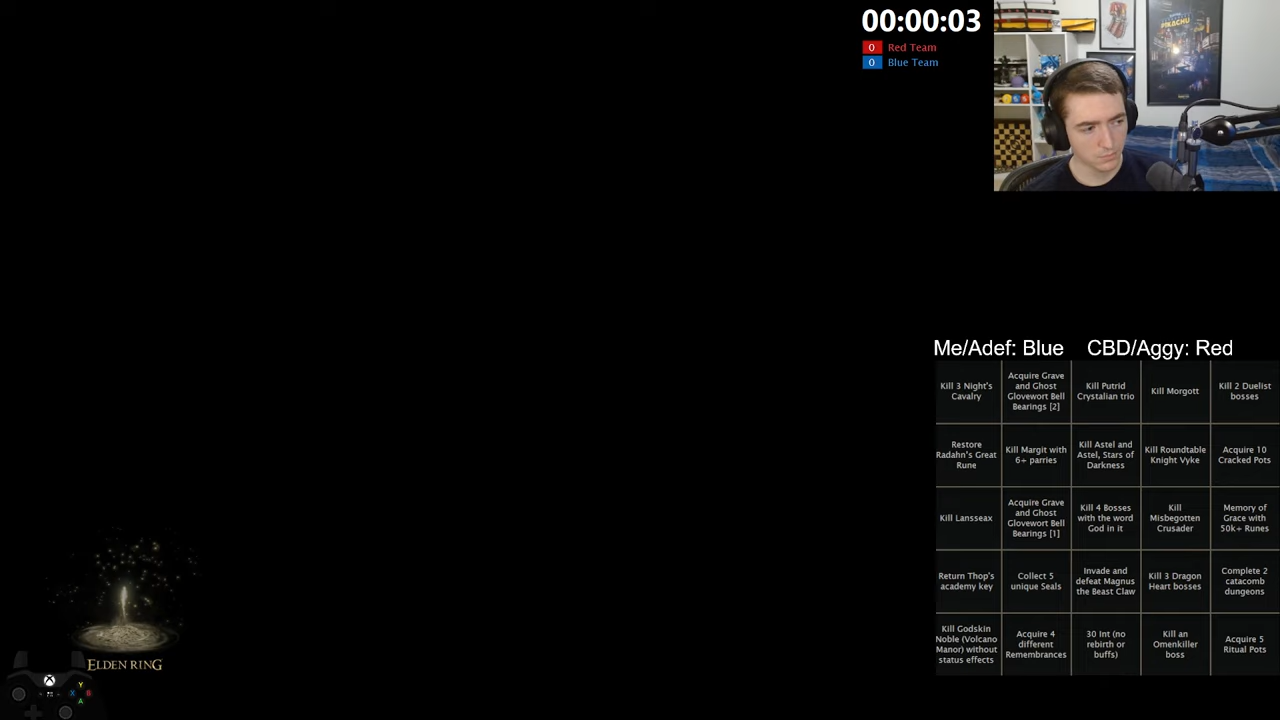 00:00:03
0 Red Team
0 Blue Team
PIKACHU
Me/Adef: Blue CBD/Aggy: Red
Kill 3 Night's
Cavalry
Acquire Grave
and Ghost
Glovewort Bell
Bearings [2]
Kill Putrid
Crystalian trio
Kill Morgott
Kill 2 Duelist
bosses
Restore
Radahn's Great
Rune
Kill Margit with
6+ parries
Kill Astel and
Astel, Stars of
Darkness
Kill Roundtable
Knight Vyke
Acquire 10
Cracked Pots
Kill Lansseax
Acquire Grave
and Ghost
Glovewort Bell
Bearings [1]
Kill 4 Bosses
with the word
God in it
Kill
Misbegotten
Crusader
Memory of
Grace with
50k+ Runes
Return Thop's
academy key
Collect 5
unique Seals
Invade and
defeat Magnus
the Beast Claw
Kill 3 Dragon
Heart bosses
Complete 2
catacomb
dungeons
Kill Godskin
Noble (Volcano
Manor) without
status effects
Acquire 4
different
Remembrances
30 Int (no
rebirth or
buffs)
Kill an
Omenkiller
boss
Acquire 5
Ritual Pots
ELDEN RING
Y
X B
A